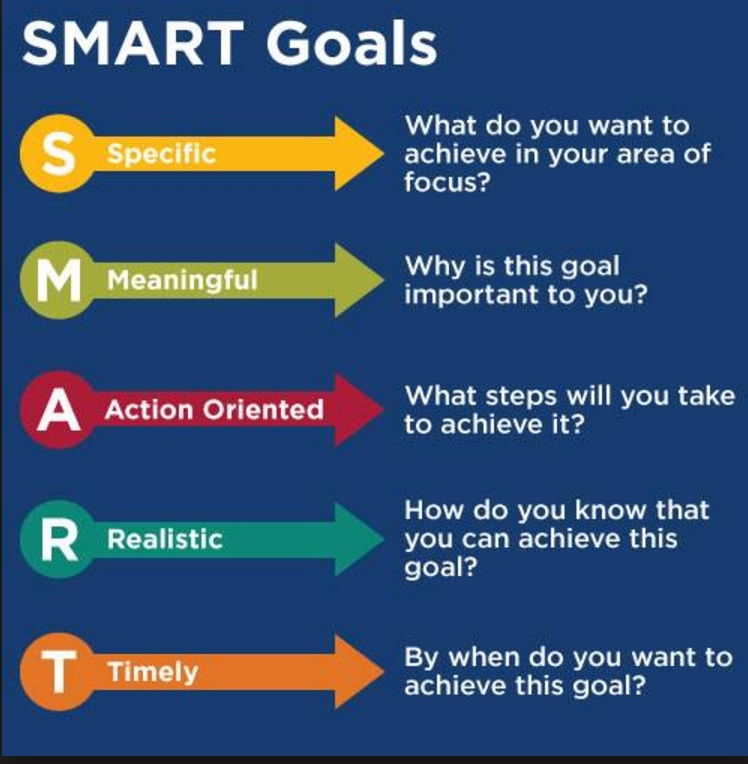 SMART Goals
S Specific
What do you want to
achieve in your area of
focus?
M Meaningful
Why is this goal
important to you?
A Action Oriented
What steps will you take
to achieve it?
R Realistic
How do you know that
you can achieve this
goal?
T Timely
By when do you want to
achieve this goal?